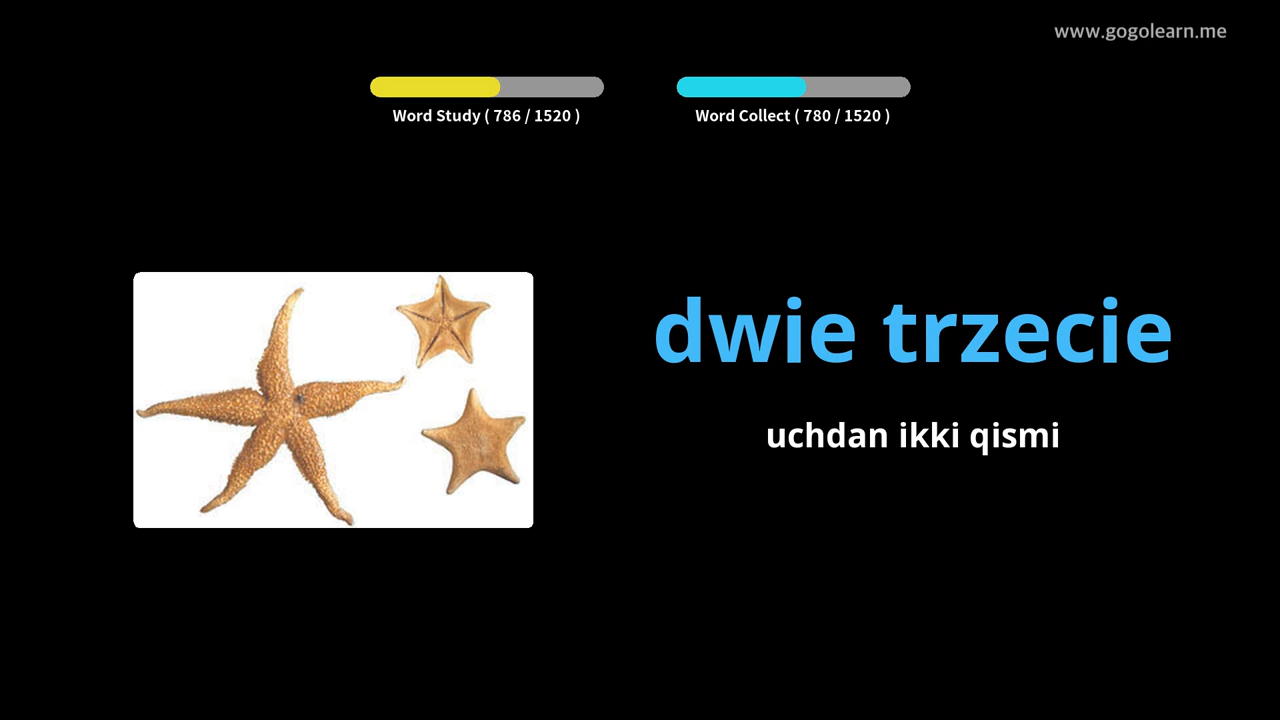 www.gogolearn.me
Word Study ( 786 / 1520 )
Word Collect ( 780 / 1520 )
dwie trzecie
uchdan ikki qismi